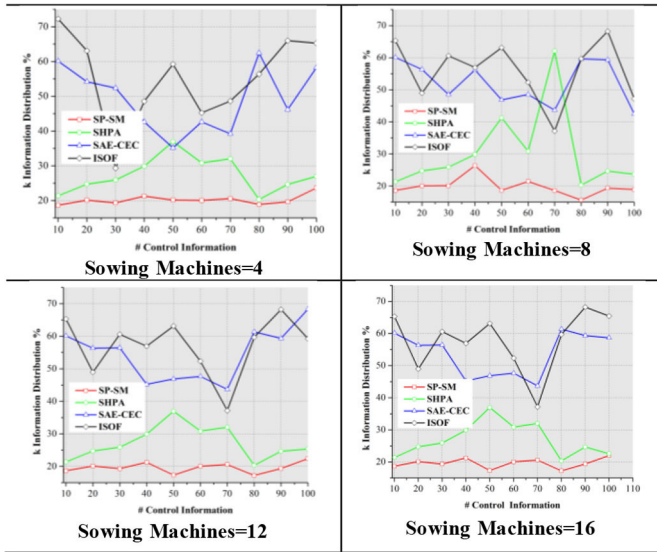 k Information Distribution %
70
60
50
40
30
20
SP-SM
SHPA
SAE-CEC
ISOF
10 20 30 40 50 60 70 80 90 100
# Control Information
Sowing Machines=4
k Information Distribution %
70
60
50
40
30
20
SP-SM
SHPA
SAE-CEC
ISOF
10 20 30 40 50 60 70 80 90 100
# Control Information
Sowing Machines=8
k Information Distribution %
70
60
50
40
30
20
SP-SM
SHPA
SAE-CEC
ISOF
10 20 30 40 50 60 70 80 90 100
# Control Information
Sowing Machines=12
k Information Distribution %
70
60
50
40
30
20
SP-SM
SHPA
SAE-CEC
ISOF
10 20 30 40 50 60 70 80 90 100 110
# Control Information
Sowing Machines=16